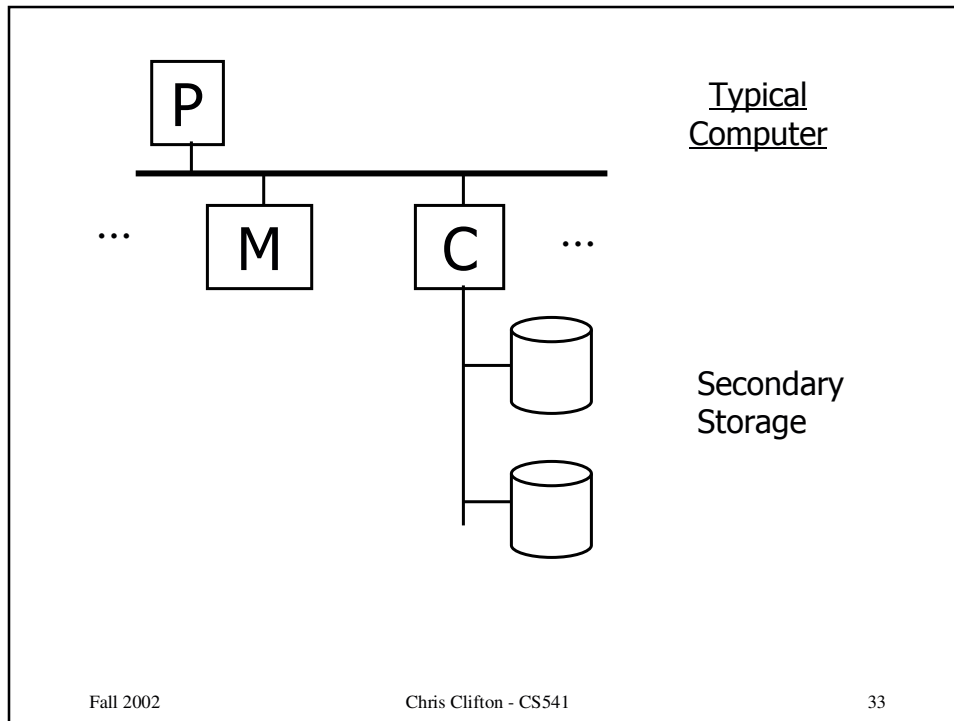 P
Typical
Computer
...
M
C
...
Secondary
Storage
Fall 2002
Chris Clifton - CS541
33